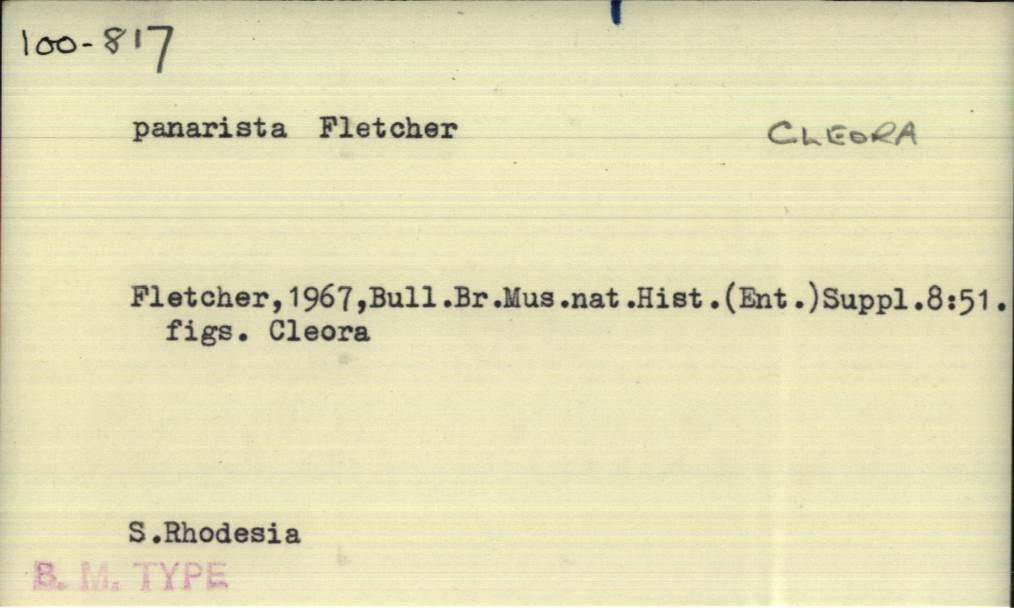 100-817
panarista Fletcher CLEORA
Fletcher,1967,Bull.Br.Mus.nat.Hist.(Ent.)Suppl.8:51.
figs. Cleora
S.Rhodesia
B. M. TYPE